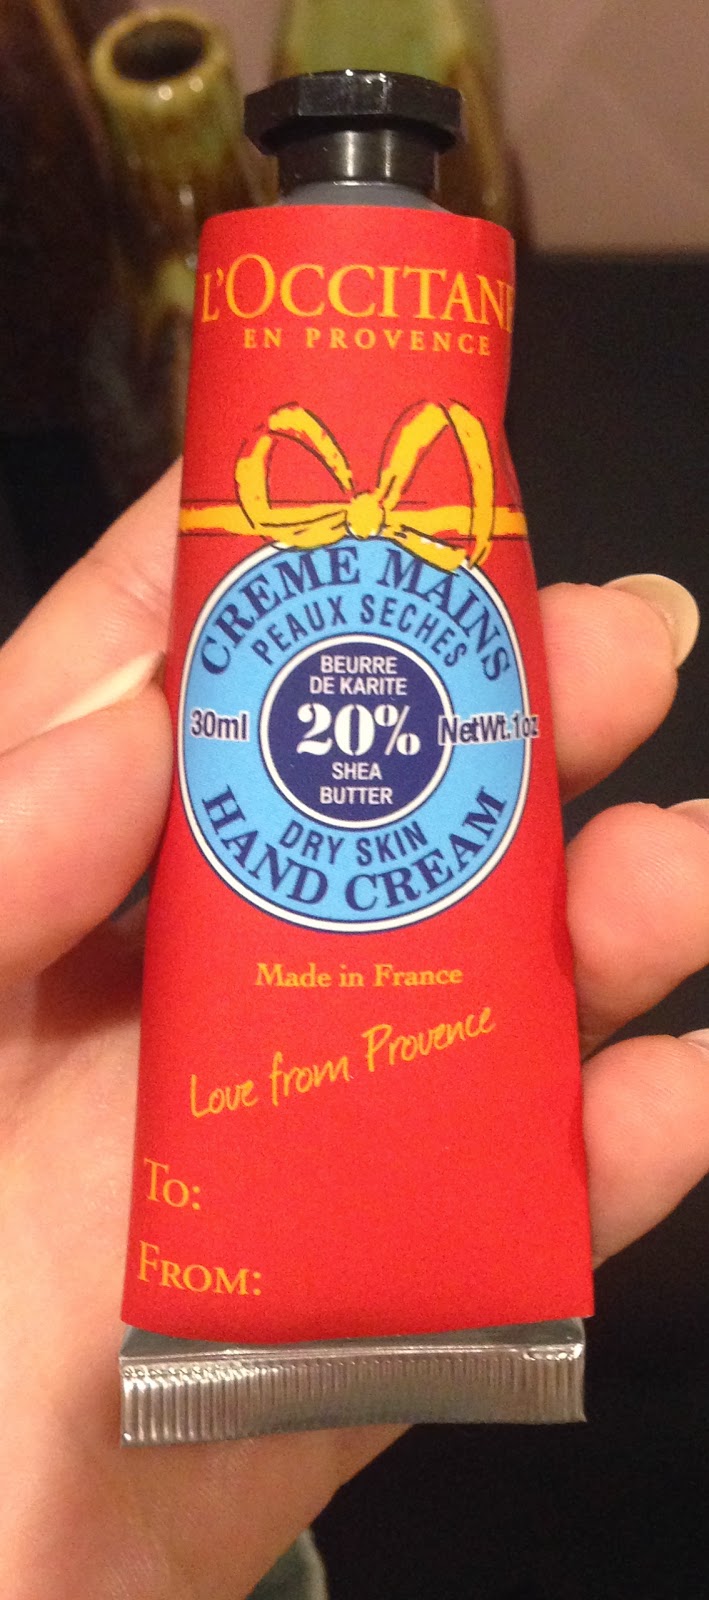 L'OCCITANE
EN PROVENCE
CREME MAINS
PEAUX SECHES
BEURRE
DE KARITE
30ml 20% NetWt.1oz
SHEA
BUTTER
DRY SKIN
HAND CREAM
Made in France
Love from Provence
TO:
FROM: